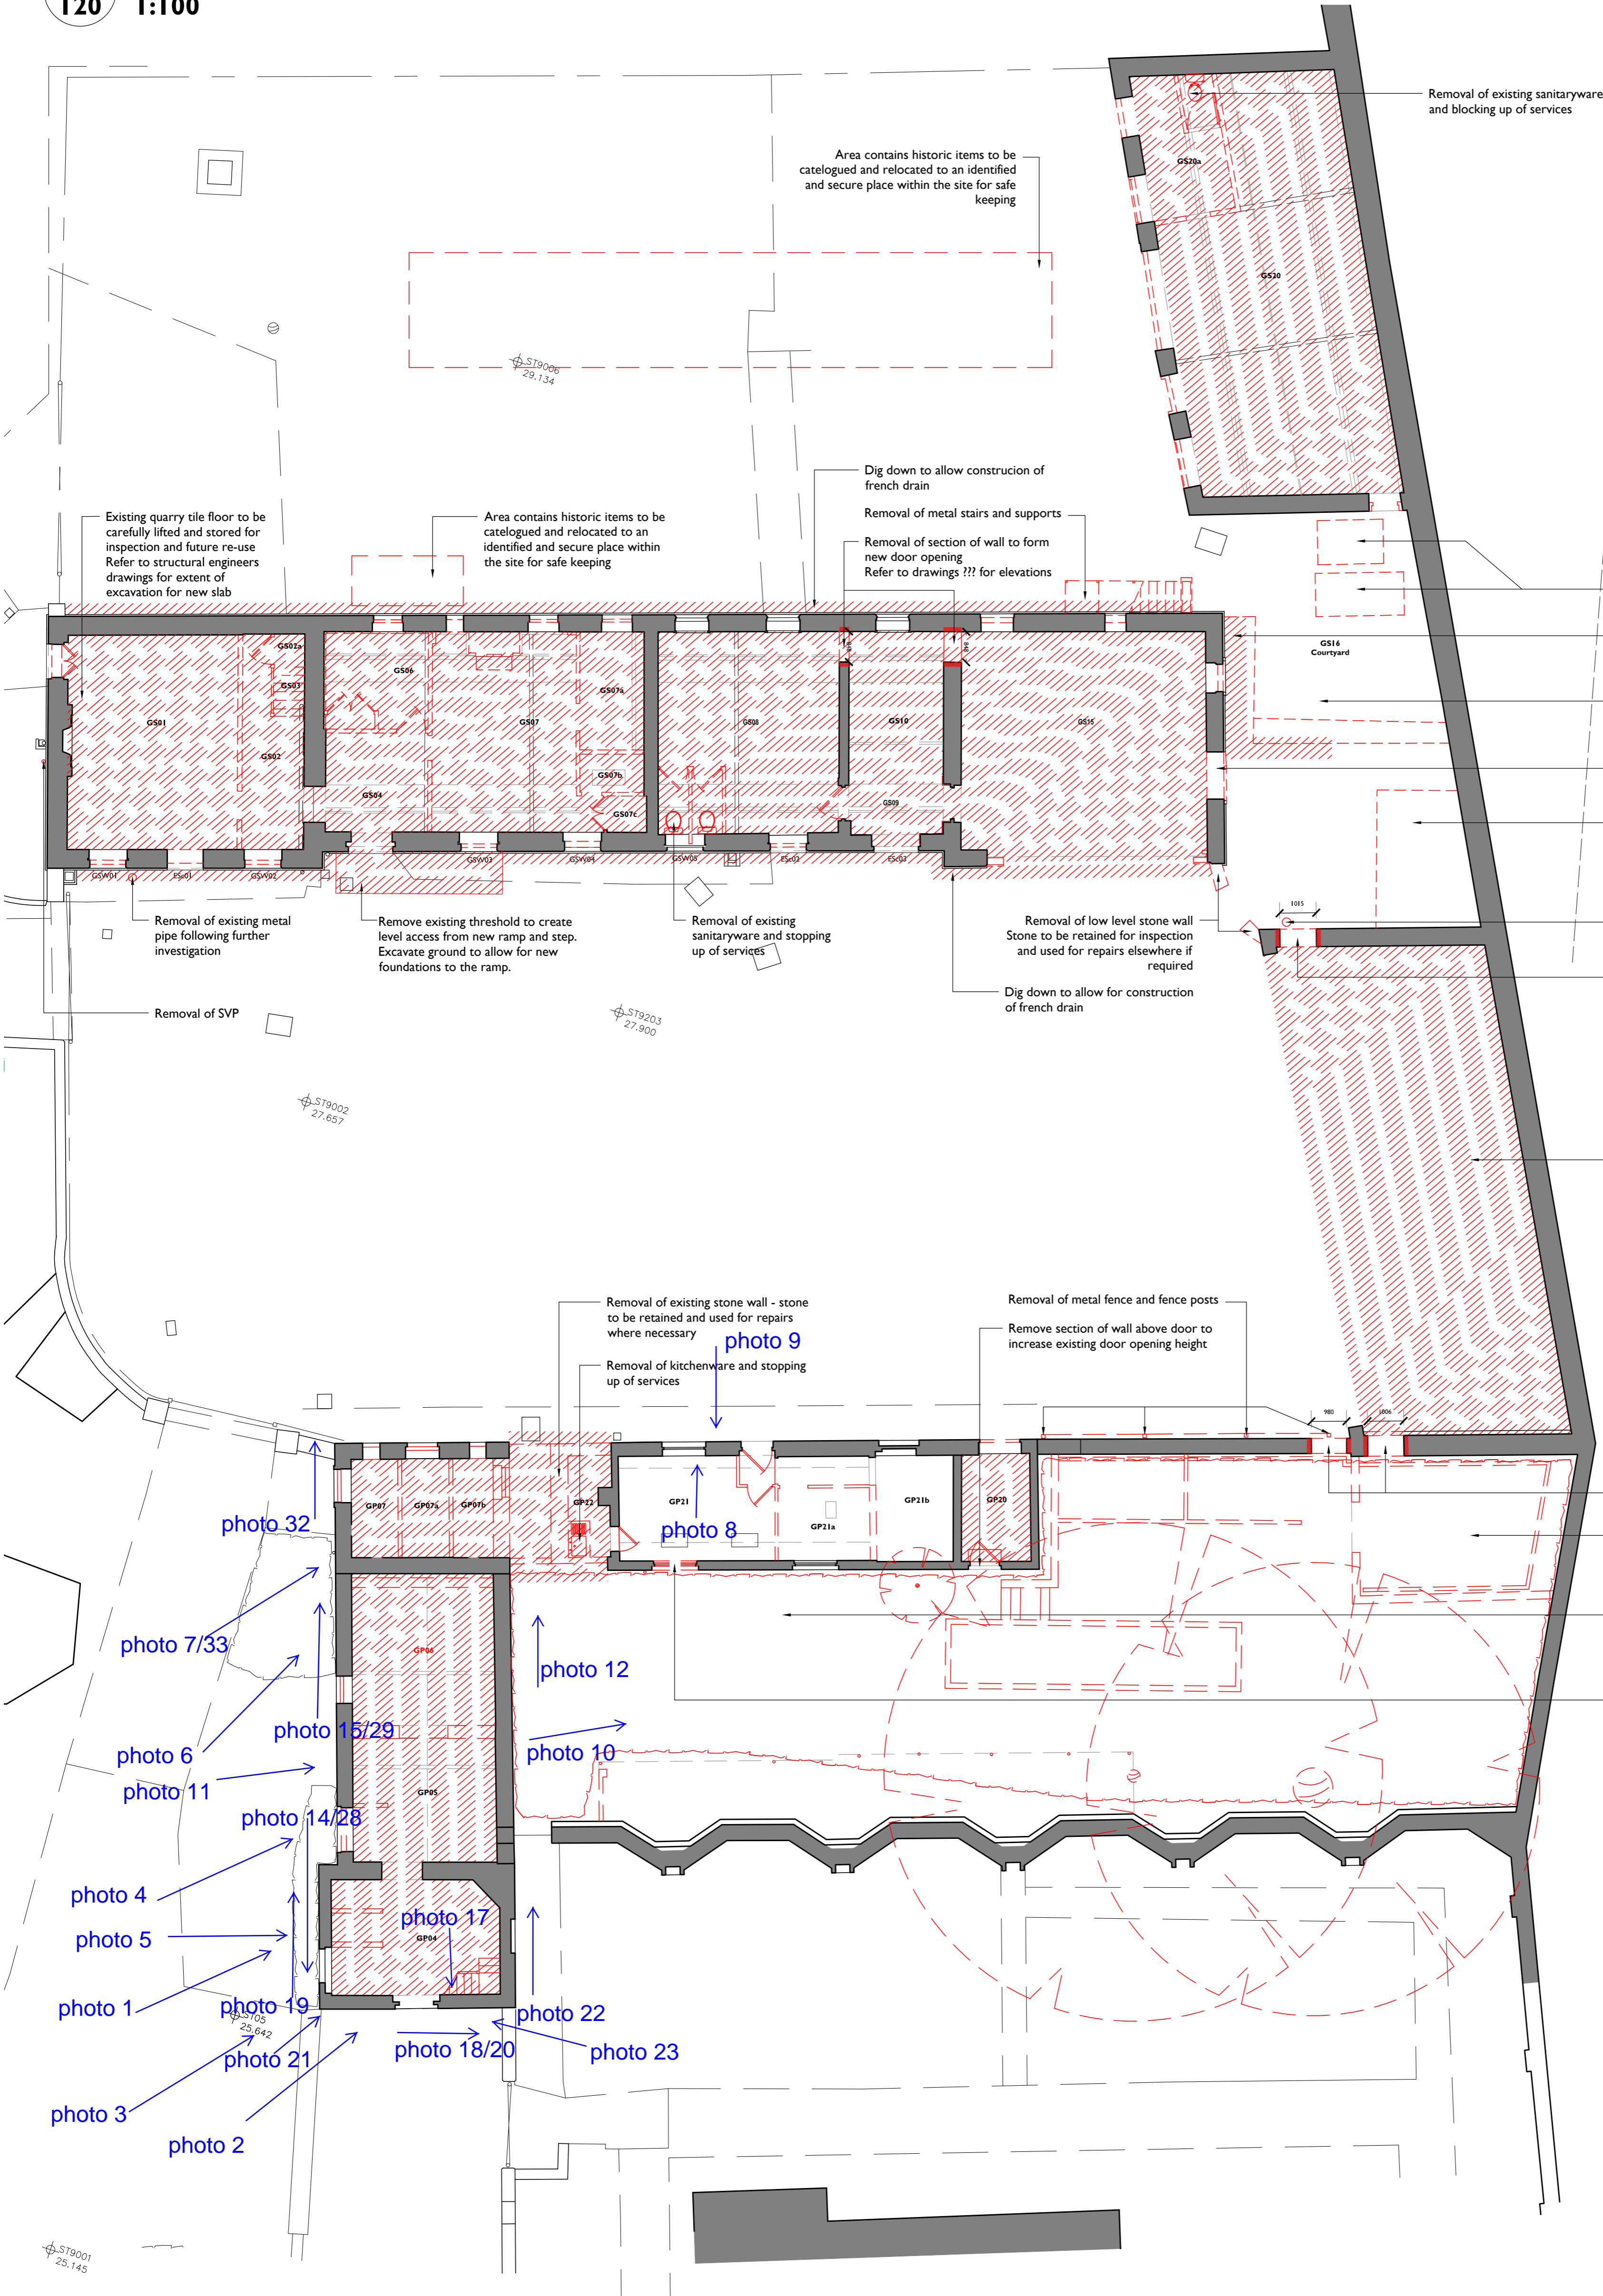 120 1:100
Removal of existing sanitaryware
and blocking up of services
Area contains historic items to be
catelogued and relocated to an identified
and secure place within the site for safe
keeping
GS20a
GS20
ST9006
29.134
Dig down to allow construcion of
french drain
Removal of metal stairs and supports
Removal of section of wall to form
new door opening
Refer to drawings ??? for elevations
Existing quarry tile floor to be
carefully lifted and stored for
inspection and future re-use
Refer to structural engineers
drawings for extent of
excavation for new slab
Area contains historic items to be
catelogued and relocated to an
identified and secure place within
the site for safe keeping
GS16
Courtyard
GS02a
GS03
GS01
GS02
GS06
GS07a
GS07
GS04
GS07b
GS07c
GS08
GS10
GS09
GS15
848
848
GSW01
ESc01
GSW02
GSW03
GSW04
GSW05
ESc02
ESc03
Removal of existing metal
pipe following further
investigation
Remove existing threshold to create
level access from new ramp and step.
Excavate ground to allow for new
foundations to the ramp.
Removal of existing
sanitaryware and stopping
up of services
Removal of low level stone wall
Stone to be retained for inspection
and used for repairs elsewhere if
required
1015
Dig down to allow for construction
of french drain
Removal of SVP
ST9203
27.900
ST9002
27.657
Removal of existing stone wall - stone
to be retained and used for repairs
where necessary
photo 9
Removal of kitchenware and stopping
up of services
Removal of metal fence and fence posts
Remove section of wall above door to
increase existing door opening height
980
1006
GP07
GP07a
GP07b
GP22
GP21
GP21a
GP21b
GP20
photo 32
photo 8
photo 7/33
GP06
photo 12
photo 15/29
photo 6
photo 10
photo 11
GP05
photo 14/28
photo 4
photo 17
GP04
photo 5
photo 1
photo 19
ST05
25.642
photo 22
photo 21
photo 18/20
photo 23
photo 3
photo 2
ST9001
25.145